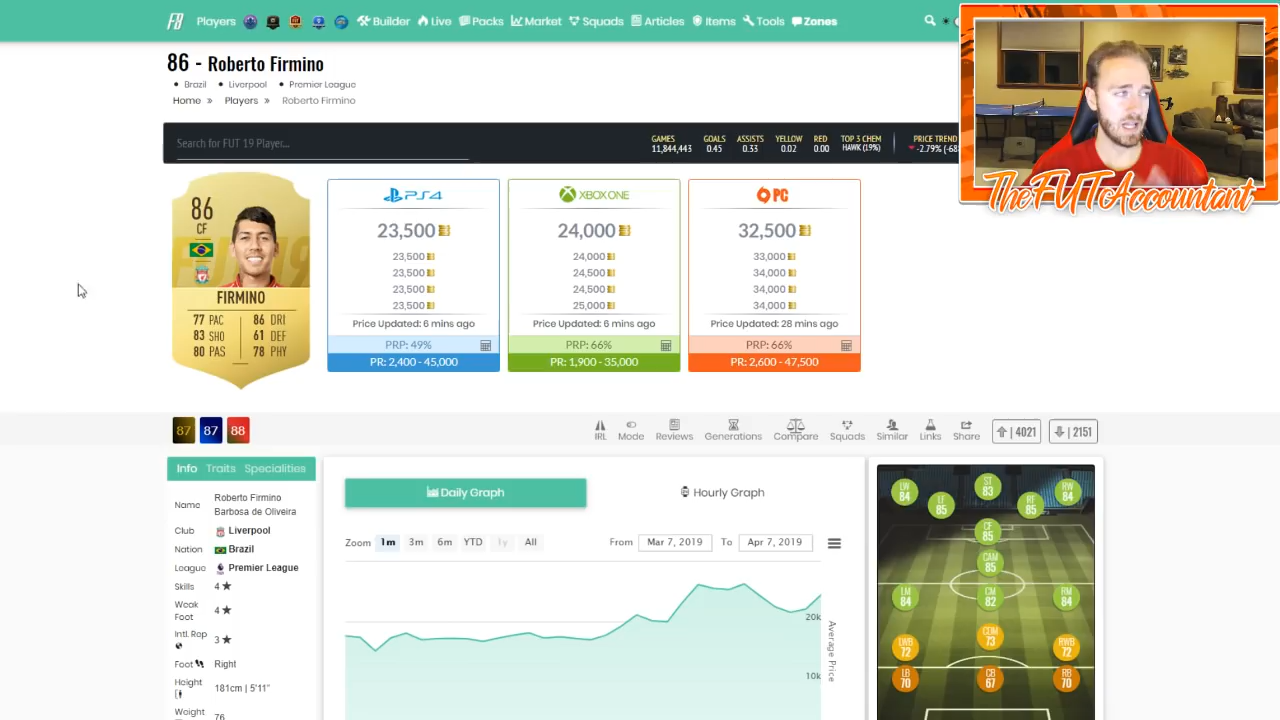 FB Players Builder Live Packs Market Squads Articles Items Tools Zones
86 - Roberto Firmino
Brazil Liverpool Premier League
Home » Players » Roberto Firmino
Search for FUT 19 Player...
GAMES GOALS ASSISTS YELLOW RED TOP 3 CHEM PRICE TREND
11,844,443 0.45 0.33 0.02 0.00 HAWK (19%) -2.79% (-68
TheFUTAccountant
86
CF
FUT 19
FIRMINO
77 PAC 86 DRI
83 SHO 61 DEF
80 PAS 78 PHY
PS4
23,500
23,500
23,500
23,500
23,500
Price Updated: 6 mins ago
PRP: 49%
PR: 2,400 - 45,000
XBOX ONE
24,000
24,000
24,500
24,500
25,000
Price Updated: 6 mins ago
PRP: 66%
PR: 1,900 - 35,000
PC
32,500
33,000
34,000
34,000
34,000
Price Updated: 28 mins ago
PRP: 66%
PR: 2,600 - 47,500
87 87 88
IRL Mode Reviews Generations Compare Squads Similar Links Share | 4021 | 2151
Info Traits Specialities
Name Roberto Firmino Barbosa de Oliveira
Club Liverpool
Nation Brazil
League Premier League
Skills 4
Weak Foot 4
Intl. Rep 3
Foot Right
Height 181cm | 5'11"
Weight 76
Daily Graph Hourly Graph
Zoom 1m 3m 6m YTD 1y All From Mar 7, 2019 To Apr 7, 2019
20k
10k
Average Price
ST 83
LW 84
RW 84
LF 85
RF 85
CF 85
CAM 85
LM 84
CM 82
RM 84
CDM 73
LWB 72
RWB 72
LB 70
CB 67
RB 70